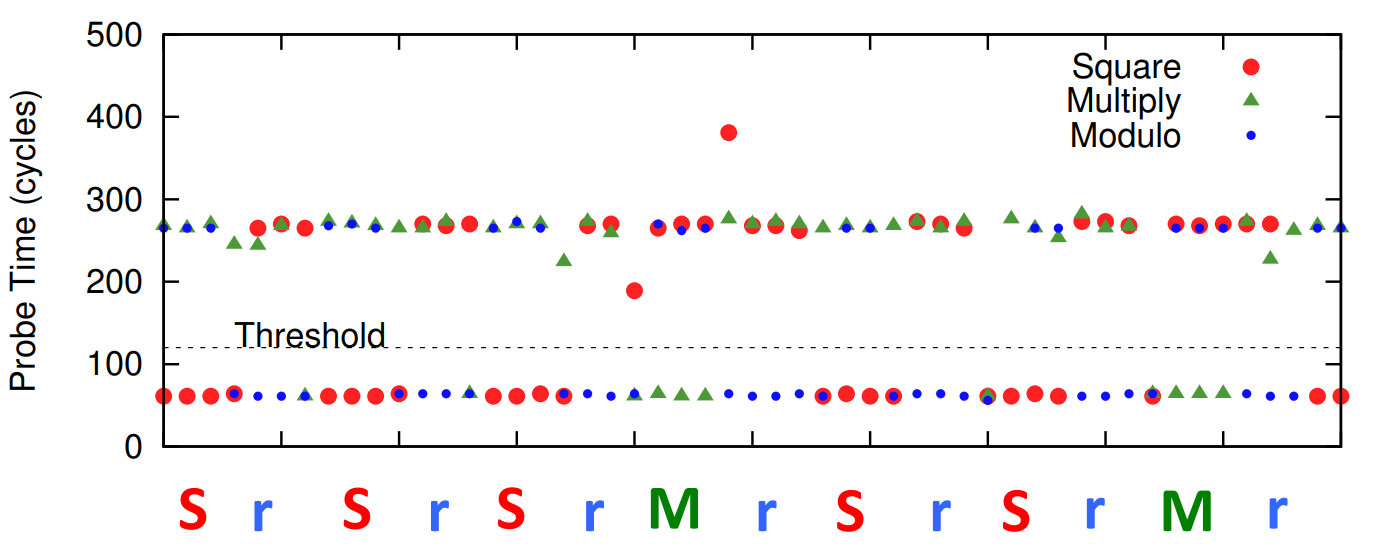 500
400
300
200
100
0
Probe Time (cycles)
Square
Multiply
Modulo
Threshold
S r S r S r M r S r S r M r